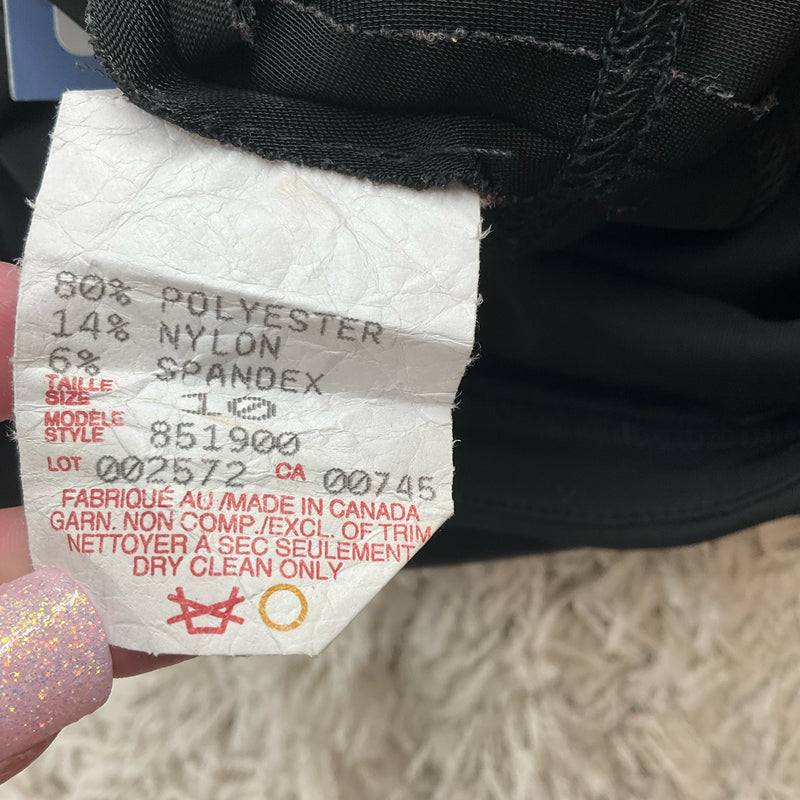 80% POLYESTER
14% NYLON
6% SPANDEX
TAILLE
SIZE 10
MODÈLE
STYLE 851900
LOT 002572 CA 00745
FABRIQUÉ AU /MADE IN CANADA
GARN. NON COMP./EXCL. OF TRIM
NETTOYER A SEC SEULEMENT
DRY CLEAN ONLY